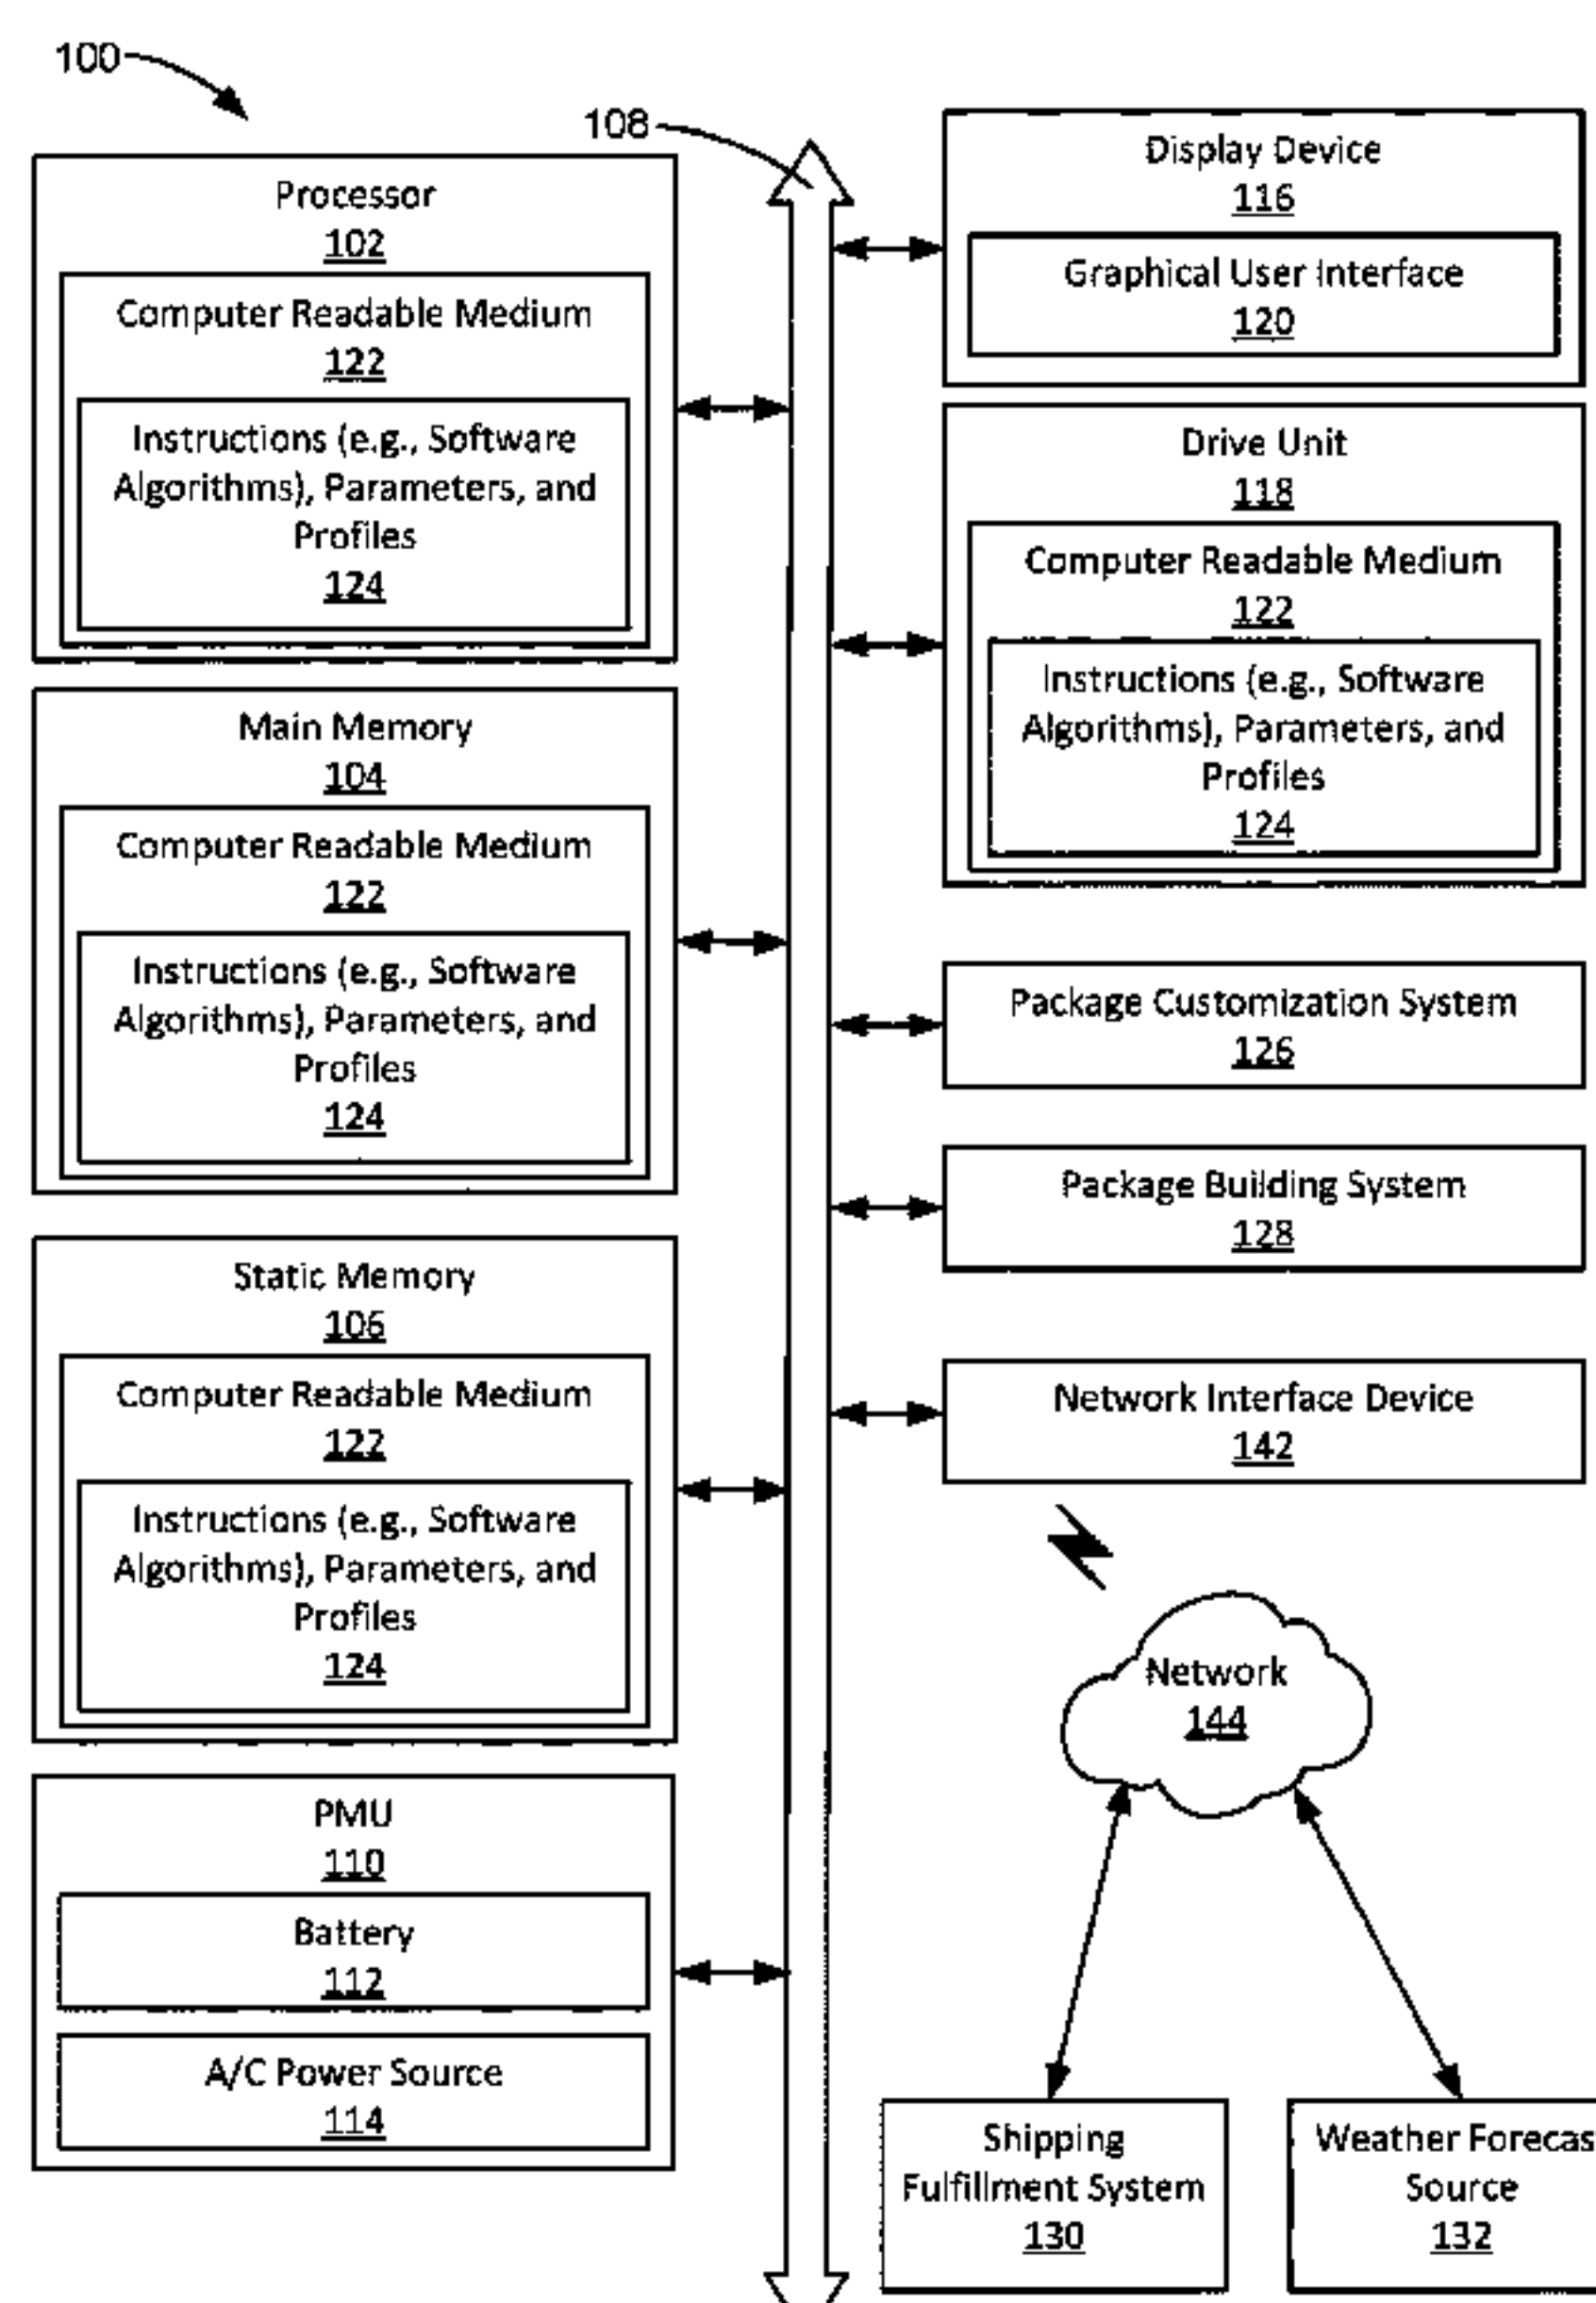 100
108
Processor
102
Computer Readable Medium
122
Instructions (e.g., Software
Algorithms), Parameters, and
Profiles
124
Main Memory
104
Computer Readable Medium
122
Instructions (e.g., Software
Algorithms), Parameters, and
Profiles
124
Static Memory
106
Computer Readable Medium
122
Instructions (e.g., Software
Algorithms), Parameters, and
Profiles
124
PMU
110
Battery
112
A/C Power Source
114
Display Device
116
Graphical User Interface
120
Drive Unit
118
Computer Readable Medium
122
Instructions (e.g., Software
Algorithms), Parameters, and
Profiles
124
Package Customization System
126
Package Building System
128
Network Interface Device
142
Network
144
Shipping
Fulfillment System
130
Weather Forecas
Source
132